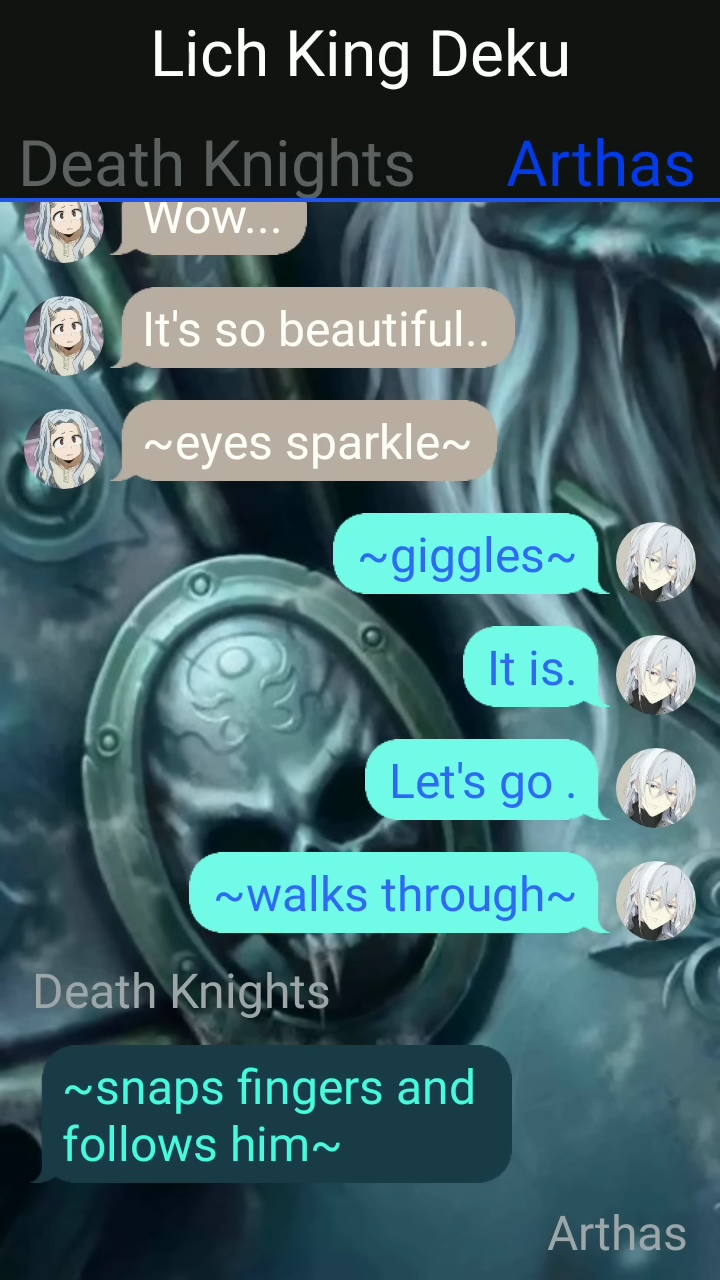 Lich King Deku
Death Knights
Arthas
Wow...
It's so beautiful..
~eyes sparkle~
~giggles~
It is.
Let's go .
~walks through~
Death Knights
~snaps fingers and
follows him~
Arthas